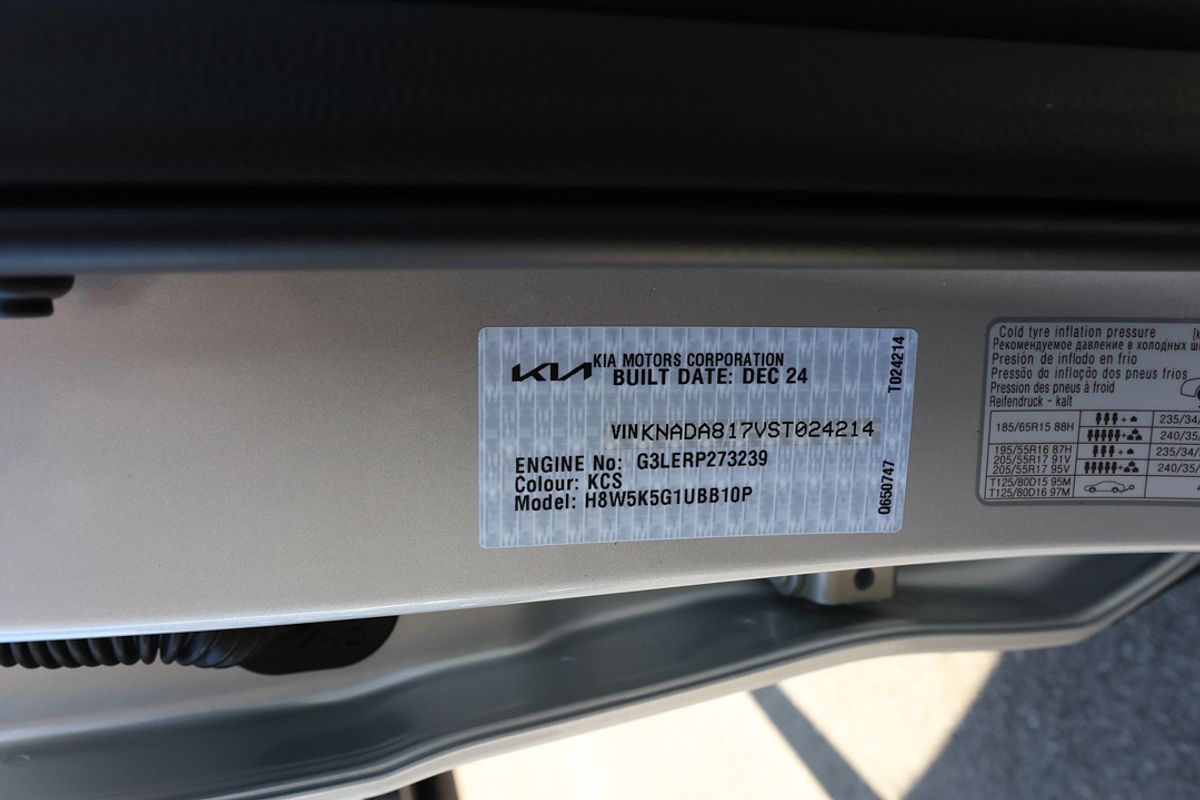 KIA
KIA MOTORS CORPORATION
BUILT DATE: DEC 24
VIN KNADA817VST024214
ENGINE No: G3LERP273239
Colour: KCS
Model: H8W5K5G1UBB10P
T024214
Q650747
Cold tyre inflation pressure
Рекомендуемое давление в холодных
Presión de inflado en frio
Pressão da inflação dos pneus frios
Pression des pneus à froid
Reifendruck - kalt
185/65R15 88H
235/34/
240/35/
195/55R16 87H
205/55R17 91V
205/55R17 95V
235/34/
240/35/
T125/80D15 95M
T125/80D16 97M